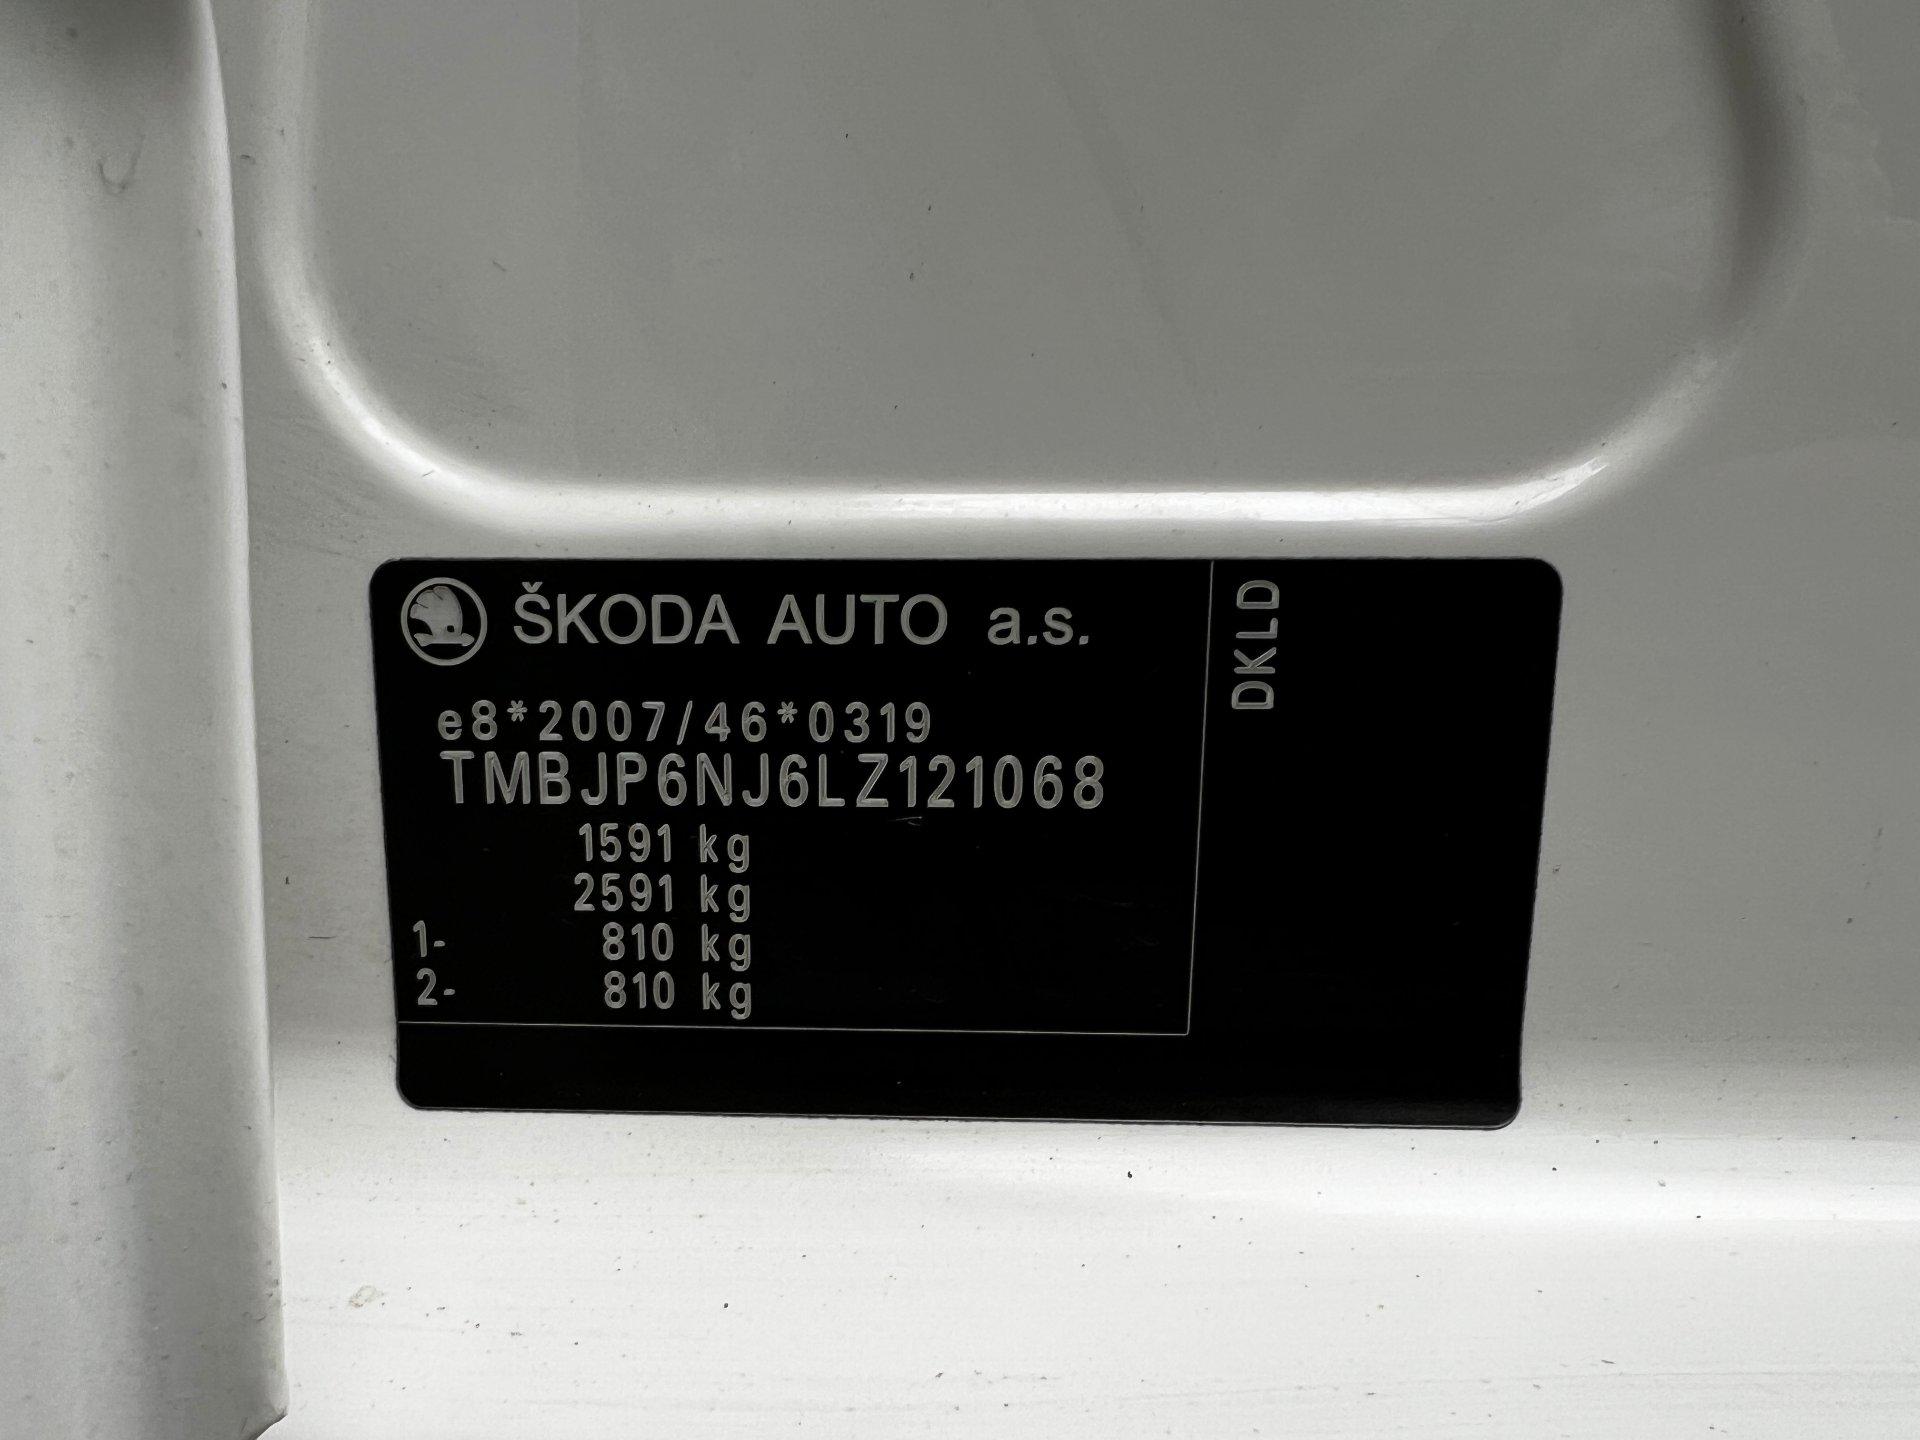 ŠKODA AUTO a.s.
e8*2007/46*0319
TMBJP6NJ6LZ121068
1591 kg
2591 kg
1- 810 kg
2- 810 kg
DKLD